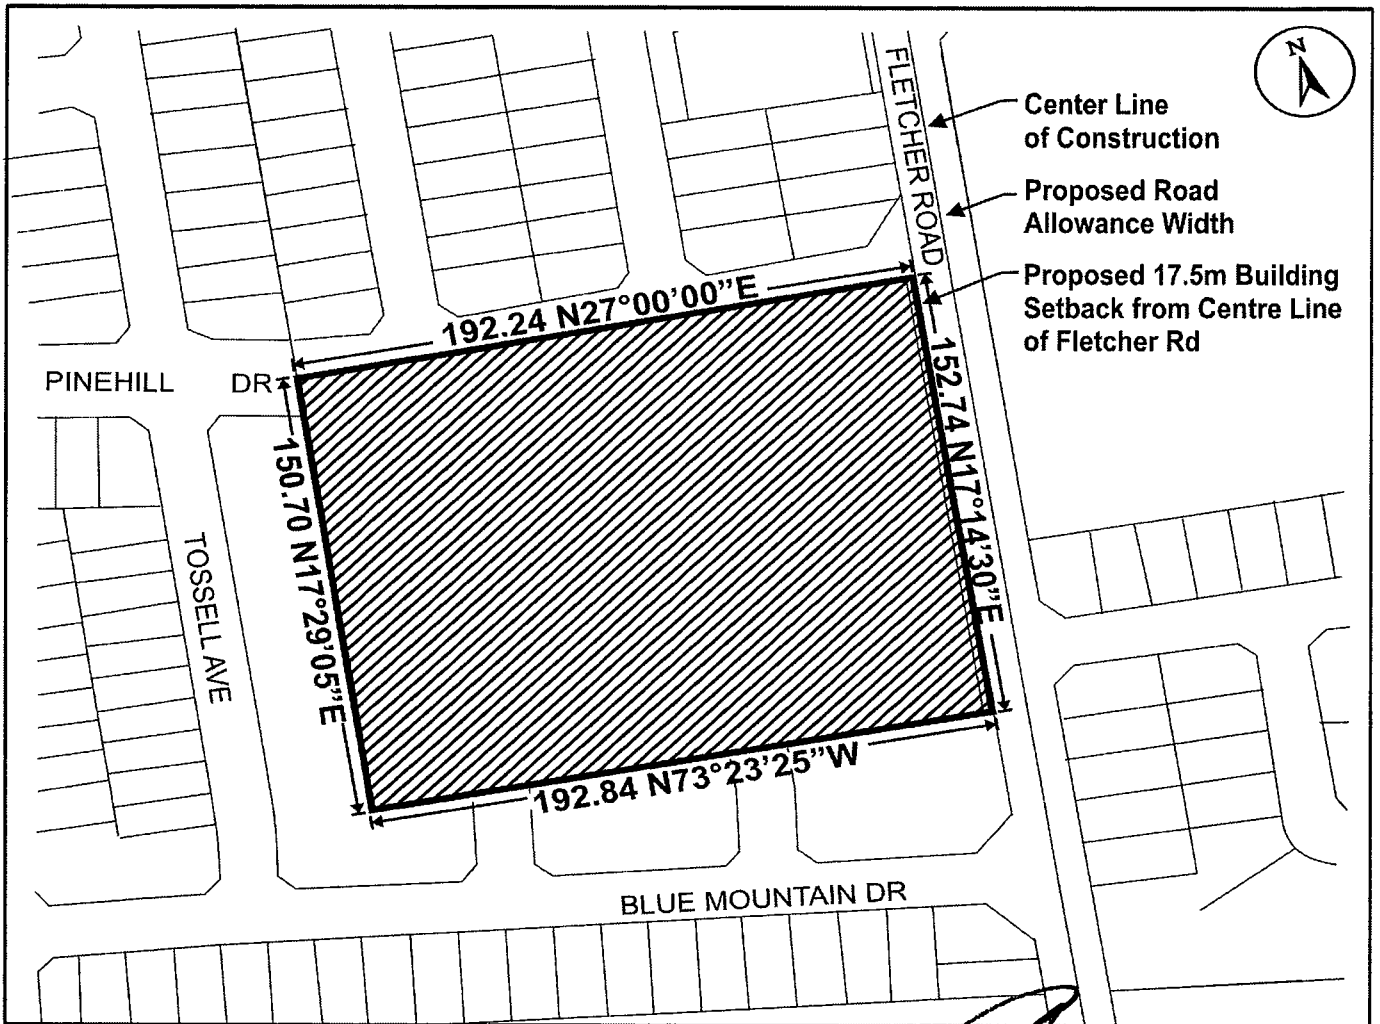 N
FLETCHER ROAD
Center Line
of Construction
Proposed Road
Allowance Width
Proposed 17.5m Building
Setback from Centre Line
of Fletcher Rd
192.24 N27°00'00"E
152.74 N17°14'30"E
PINEHILL DR
150.70 N17°29'05"E
TOSSELL AVE
192.84 N73°23'25"W
BLUE MOUNTAIN DR